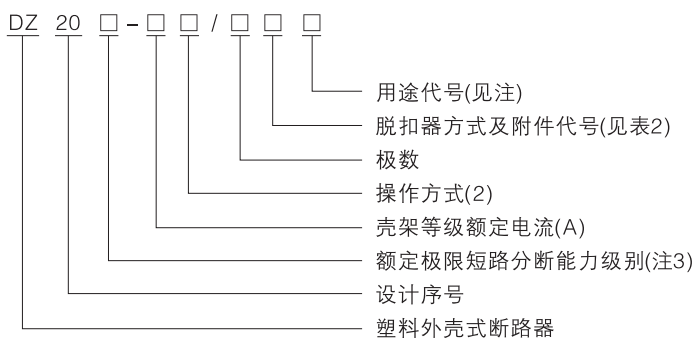 DZ 20 □-□□/□□□
用途代号(见注)
脱扣器方式及附件代号(见表2)
极数
操作方式(2)
壳架等级额定电流(A)
额定极限短路分断能力级别(注3)
设计序号
塑料外壳式断路器